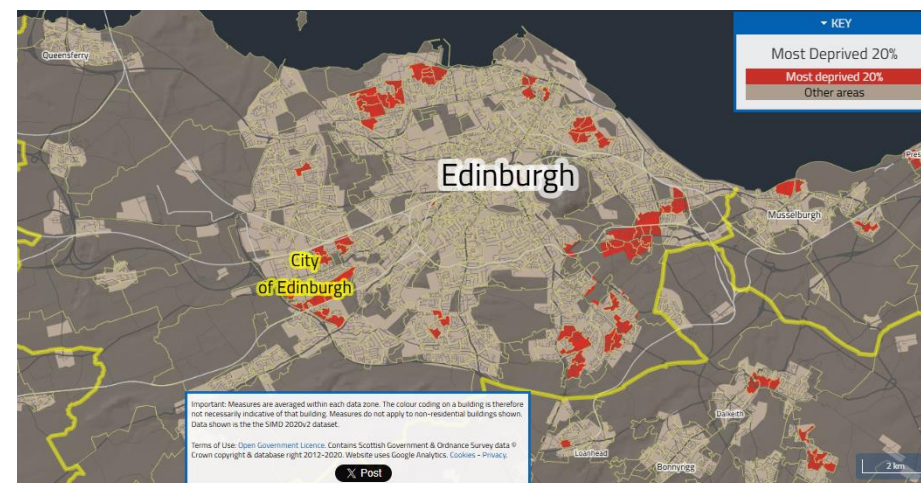 Queensferry
KEY
Most Deprived 20%
Most deprived 20%
Other areas
Edinburgh
Musselburgh
City
of Edinburgh
Dalkeith
Loanhead
Bonnyrigg
Important: Measures are averaged within each data zone. The colour coding on a building is therefore
not necessarily indicative of that building. Measures do not apply to non-residential buildings shown.
Data shown is the the SIMD 2020v2 dataset.
Terms of Use: Open Government Licence. Contains Scottish Government & Ordnance Survey data ©
Crown copyright & database right 2012-2020. Website uses Google Analytics. Cookies - Privacy.
X Post
2 km